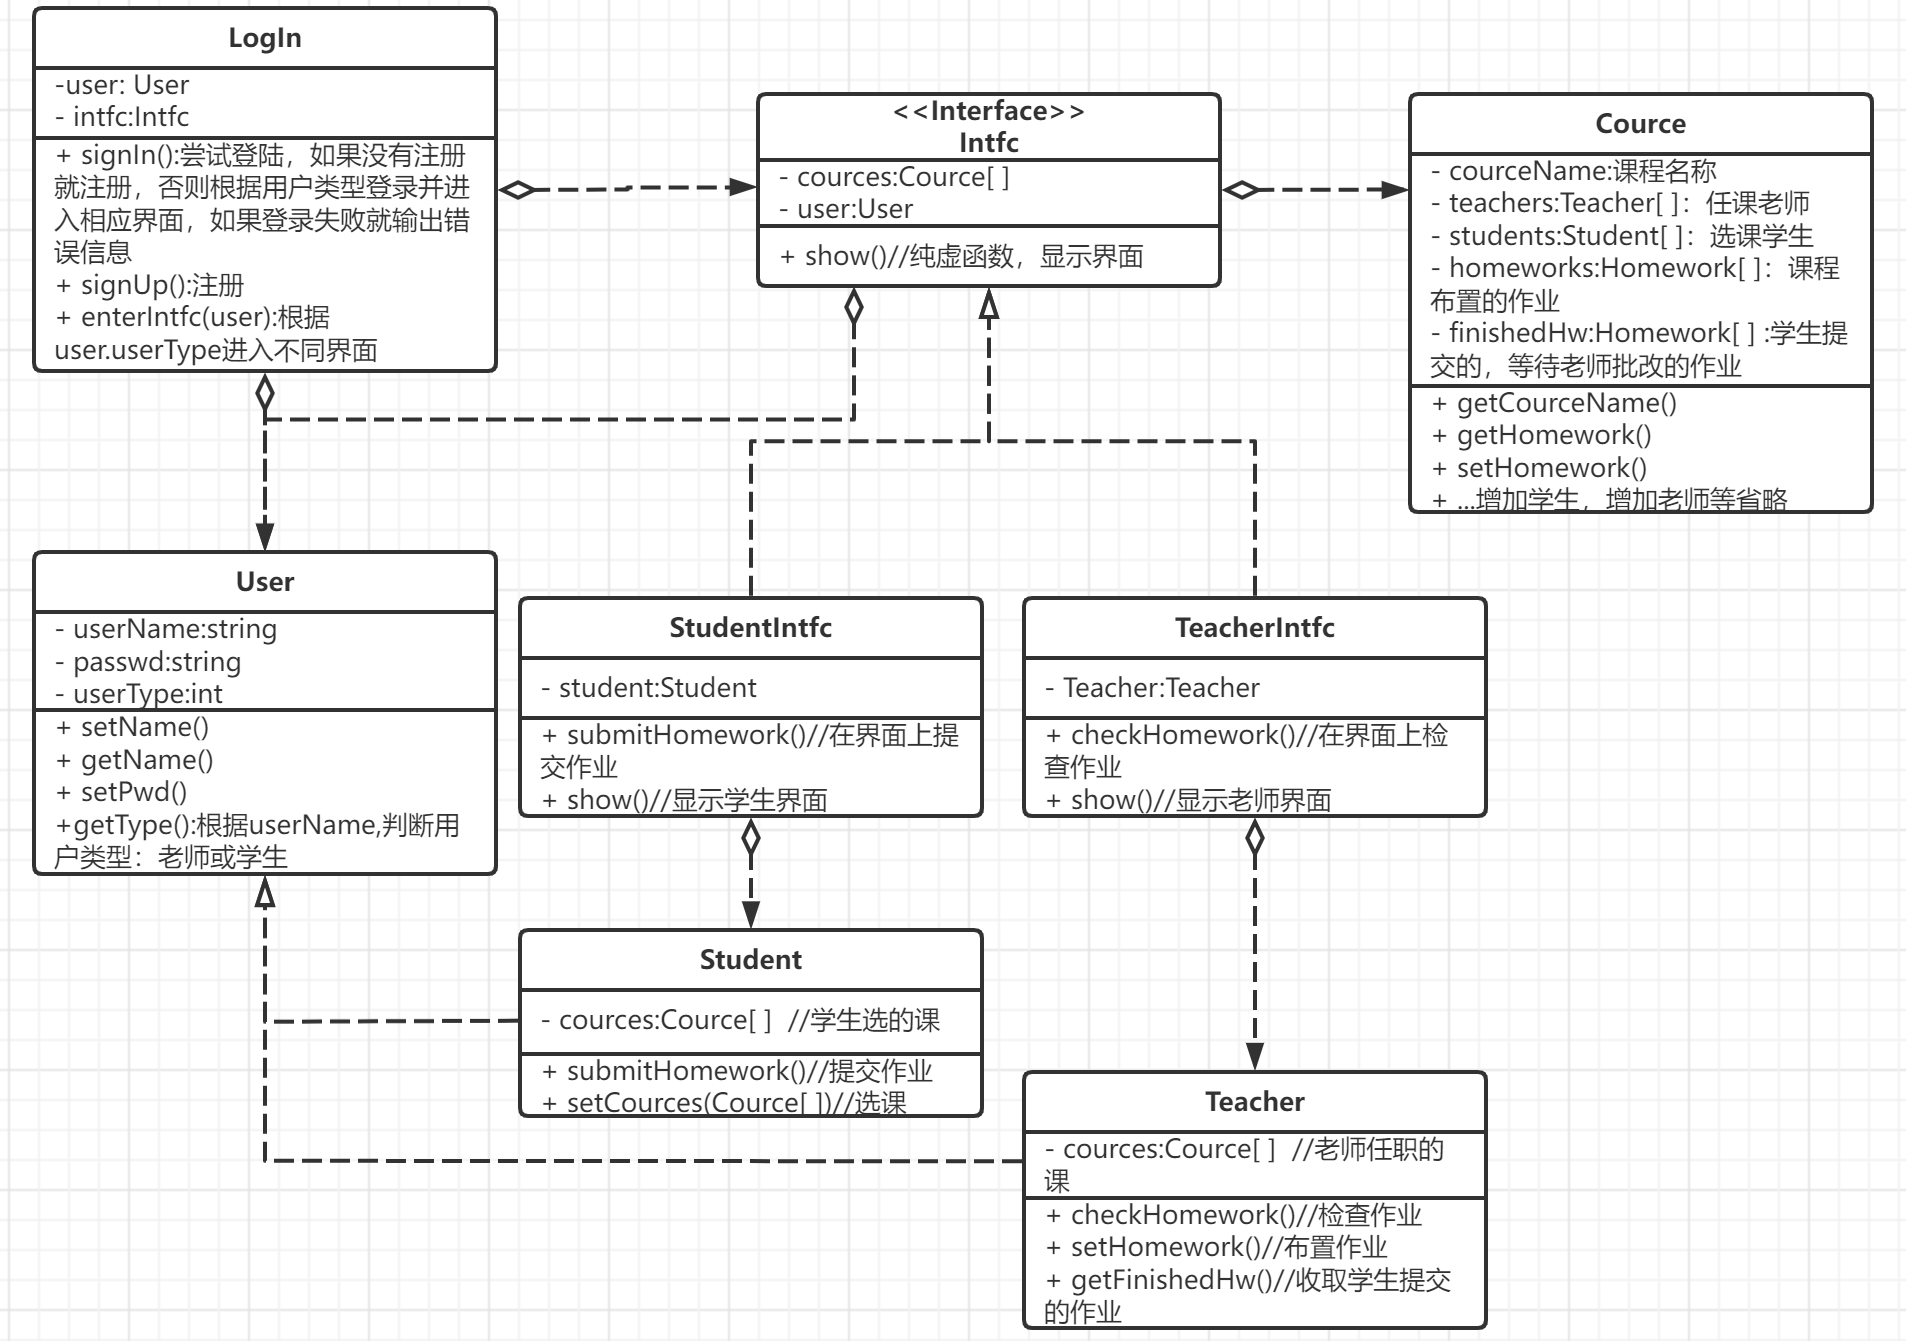 LogIn
-user: User
- intfc:Intfc
+ signIn():尝试登陆，如果没有注册
就注册，否则根据用户类型登录并进
入相应界面，如果登录失败就输出错
误信息
+ signUp():注册
+ enterIntfc(user):根据
user.userType进入不同界面
<<Interface>>
Intfc
- cources:Cource[ ]
- user:User
+ show()//纯虚函数，显示界面
Cource
- courceName:课程名称
- teachers:Teacher[ ]：任课老师
- students:Student[ ]：选课学生
- homeworks:Homework[ ]：课程
布置的作业
- finishedHw:Homework[ ] :学生提
交的，等待老师批改的作业
+ getCourceName()
+ getHomework()
+ setHomework()
+ ...增加学生，增加老师等省略
User
- userName:string
- passwd:string
- userType:int
+ setName()
+ getName()
+ setPwd()
+getType():根据userName,判断用
户类型：老师或学生
StudentIntfc
- student:Student
+ submitHomework()//在界面上提
交作业
+ show()//显示学生界面
TeacherIntfc
- Teacher:Teacher
+ checkHomework()//在界面上检
查作业
+ show()//显示老师界面
Student
- cources:Cource[ ]  //学生选的课
+ submitHomework()//提交作业
+ setCources(Cource[ ])//选课
Teacher
- cources:Cource[ ]  //老师任职的
课
+ checkHomework()//检查作业
+ setHomework()//布置作业
+ getFinishedHw()//收取学生提交
的作业